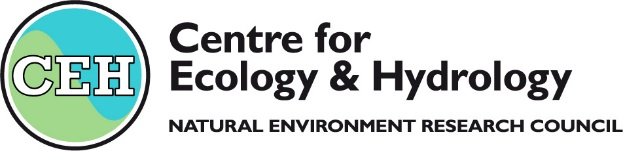 CEH
Centre for
Ecology & Hydrology
NATURAL ENVIRONMENT RESEARCH COUNCIL